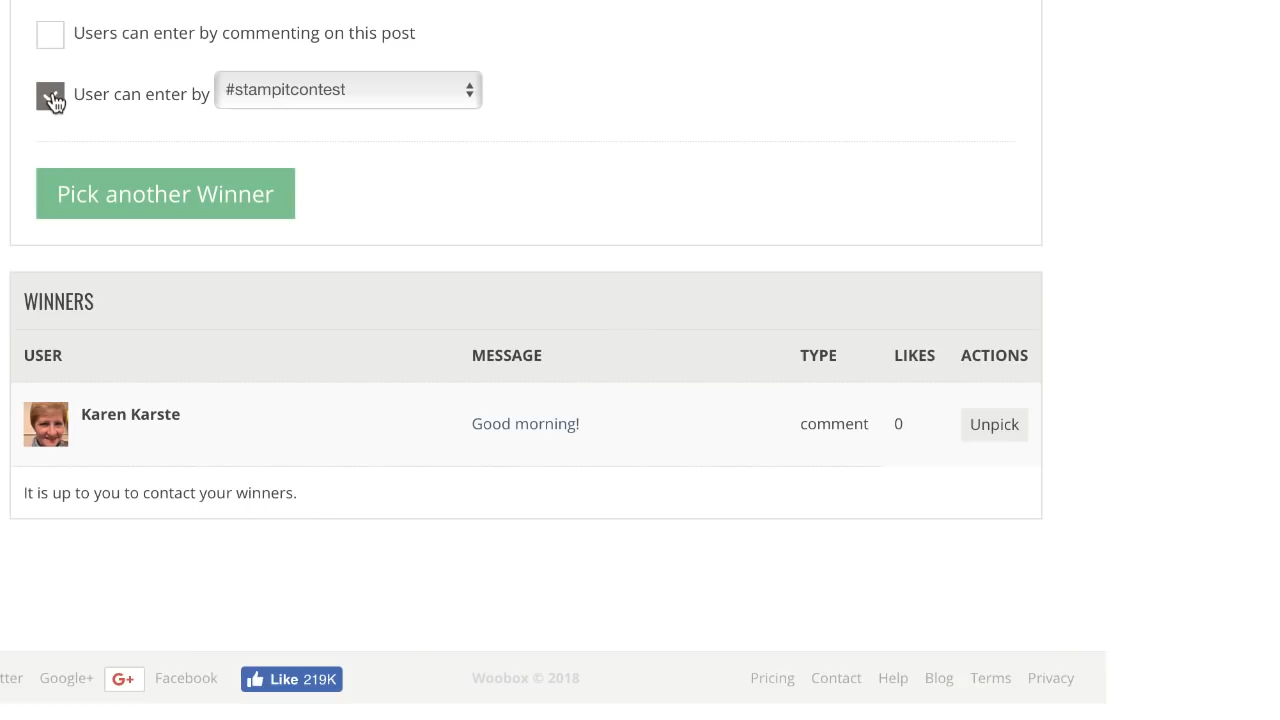 Users can enter by commenting on this post
User can enter by #stampitcontest
Pick another Winner
WINNERS
USER MESSAGE TYPE LIKES ACTIONS
Karen Karste Good morning! comment 0 Unpick
It is up to you to contact your winners.
tter Google+ G+ Facebook Like 219K Woobox © 2018 Pricing Contact Help Blog Terms Privacy